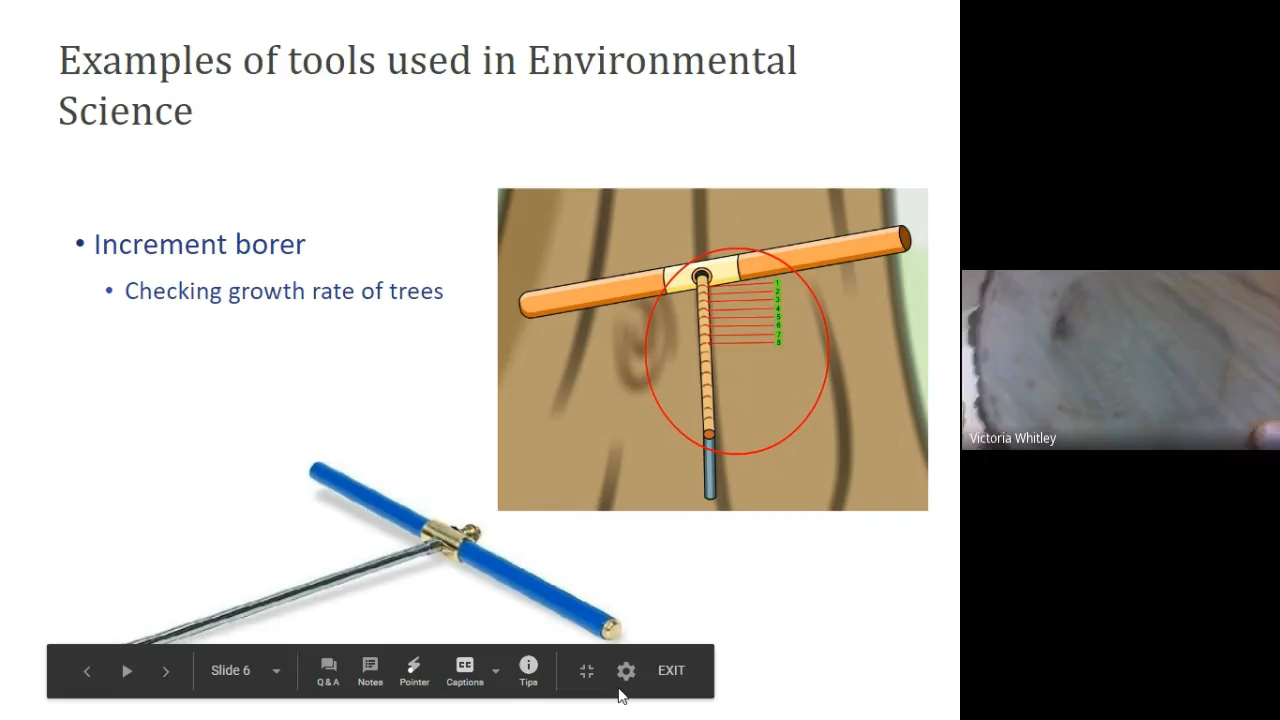 Examples of tools used in Environmental
Science
• Increment borer
• Checking growth rate of trees
1
2
3
4
5
6
7
8
Victoria Whitley
Slide 6
Q & A
Notes
Pointer
Captions
CC
Tips
EXIT